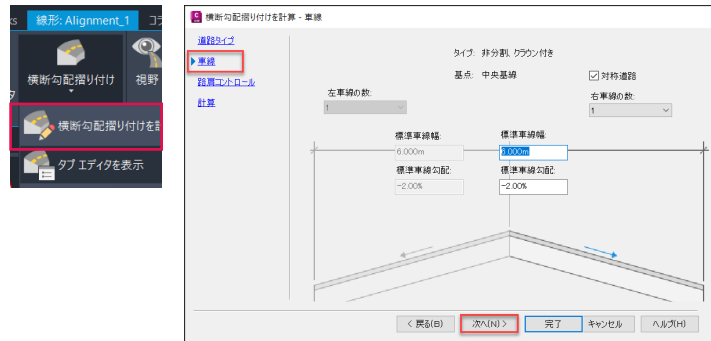 ks 線形: Alignment_1 コラ
横断勾配摺り付け 視野
横断勾配摺り付けを計
タブ エディタを表示
横断勾配摺り付けを計算 - 車線
道路タイプ
車線
路肩コントロール
計算
タイプ: 非分割, クラウン付き
基点: 中央基線
対称道路
左車線の数:
1
右車線の数:
1
標準車線幅:
6.000m
標準車線幅:
6.000m
標準車線勾配:
-2.00%
標準車線勾配:
-2.00%
< 戻る(B)
次へ(N) >
完了
キャンセル
ヘルプ(H)